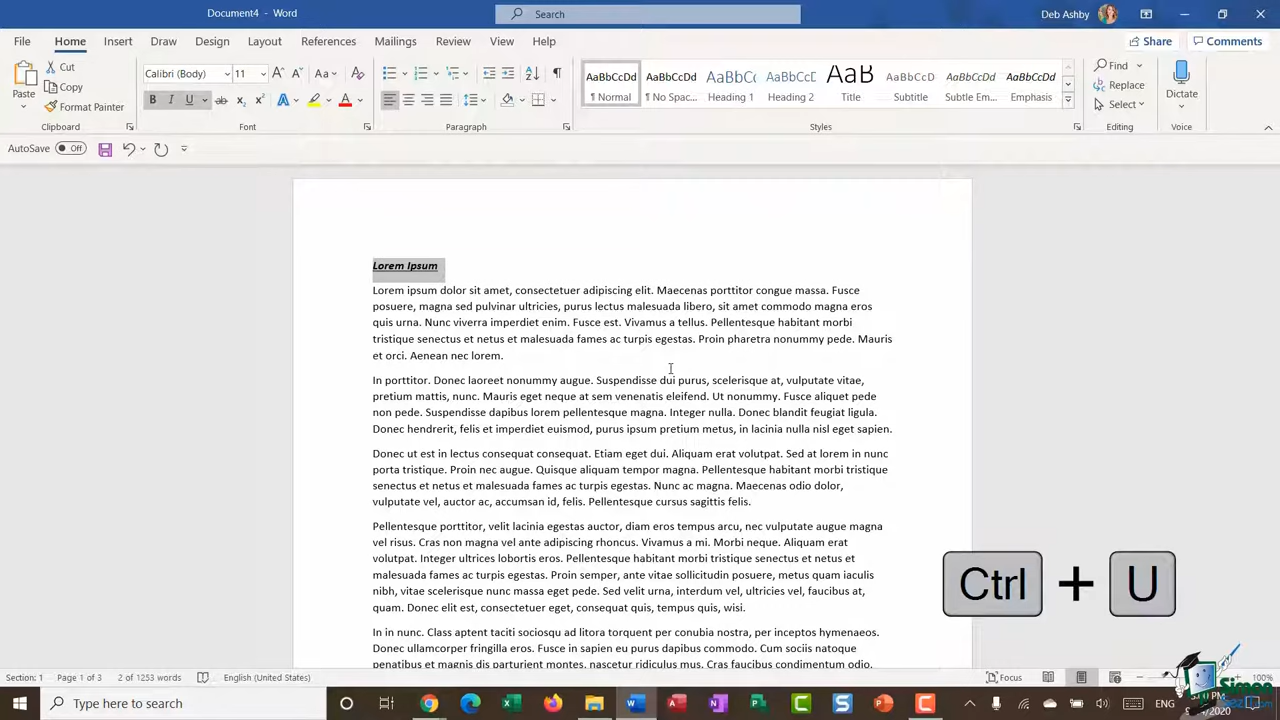 Document4 - Word
Search
Deb Ashby
File Home Insert Draw Design Layout References Mailings Review View Help
Share Comments
Paste
Cut
Copy
Format Painter
Calibri (Body) 11 Aa
B I U ab x2 x2 A A
AaBbCcDd AaBbCcDd AaBbCc AaBbCcD AaB AaBbCcD AaBbCcDd AaBbCcDd
¶ Normal ¶ No Spac... Heading 1 Heading 2 Title Subtitle Subtle Em... Emphasis
Find
Replace
Select
Dictate
Clipboard Font Paragraph Styles Editing Voice
AutoSave Off
Lorem Ipsum
Lorem ipsum dolor sit amet, consectetuer adipiscing elit. Maecenas porttitor congue massa. Fusce
posuere, magna sed pulvinar ultricies, purus lectus malesuada libero, sit amet commodo magna eros
quis urna. Nunc viverra imperdiet enim. Fusce est. Vivamus a tellus. Pellentesque habitant morbi
tristique senectus et netus et malesuada fames ac turpis egestas. Proin pharetra nonummy pede. Mauris
et orci. Aenean nec lorem.
In porttitor. Donec laoreet nonummy augue. Suspendisse dui purus, scelerisque at, vulputate vitae,
pretium mattis, nunc. Mauris eget neque at sem venenatis eleifend. Ut nonummy. Fusce aliquet pede
non pede. Suspendisse dapibus lorem pellentesque magna. Integer nulla. Donec blandit feugiat ligula.
Donec hendrerit, felis et imperdiet euismod, purus ipsum pretium metus, in lacinia nulla nisl eget sapien.
Donec ut est in lectus consequat consequat. Etiam eget dui. Aliquam erat volutpat. Sed at lorem in nunc
porta tristique. Proin nec augue. Quisque aliquam tempor magna. Pellentesque habitant morbi tristique
senectus et netus et malesuada fames ac turpis egestas. Nunc ac magna. Maecenas odio dolor,
vulputate vel, auctor ac, accumsan id, felis. Pellentesque cursus sagittis felis.
Pellentesque porttitor, velit lacinia egestas auctor, diam eros tempus arcu, nec vulputate augue magna
vel risus. Cras non magna vel ante adipiscing rhoncus. Vivamus a mi. Morbi neque. Aliquam erat
volutpat. Integer ultrices lobortis eros. Pellentesque habitant morbi tristique senectus et netus et
malesuada fames ac turpis egestas. Proin semper, ante vitae sollicitudin posuere, metus quam iaculis
nibh, vitae scelerisque nunc massa eget pede. Sed velit urna, interdum vel, ultricies vel, faucibus at,
quam. Donec elit est, consectetuer eget, consequat quis, tempus quis, wisi.
In in nunc. Class aptent taciti sociosqu ad litora torquent per conubia nostra, per inceptos hymenaeos.
Donec ullamcorper fringilla eros. Fusce in sapien eu purus dapibus commodo. Cum sociis natoque
penatibus et magnis dis parturient montes, nascetur ridiculus mus. Cras faucibus condimentum odio.
Ctrl + U
Section: 1 Page 1 of 3 2 of 1253 words English (United States) Focus 100%
Type here to search